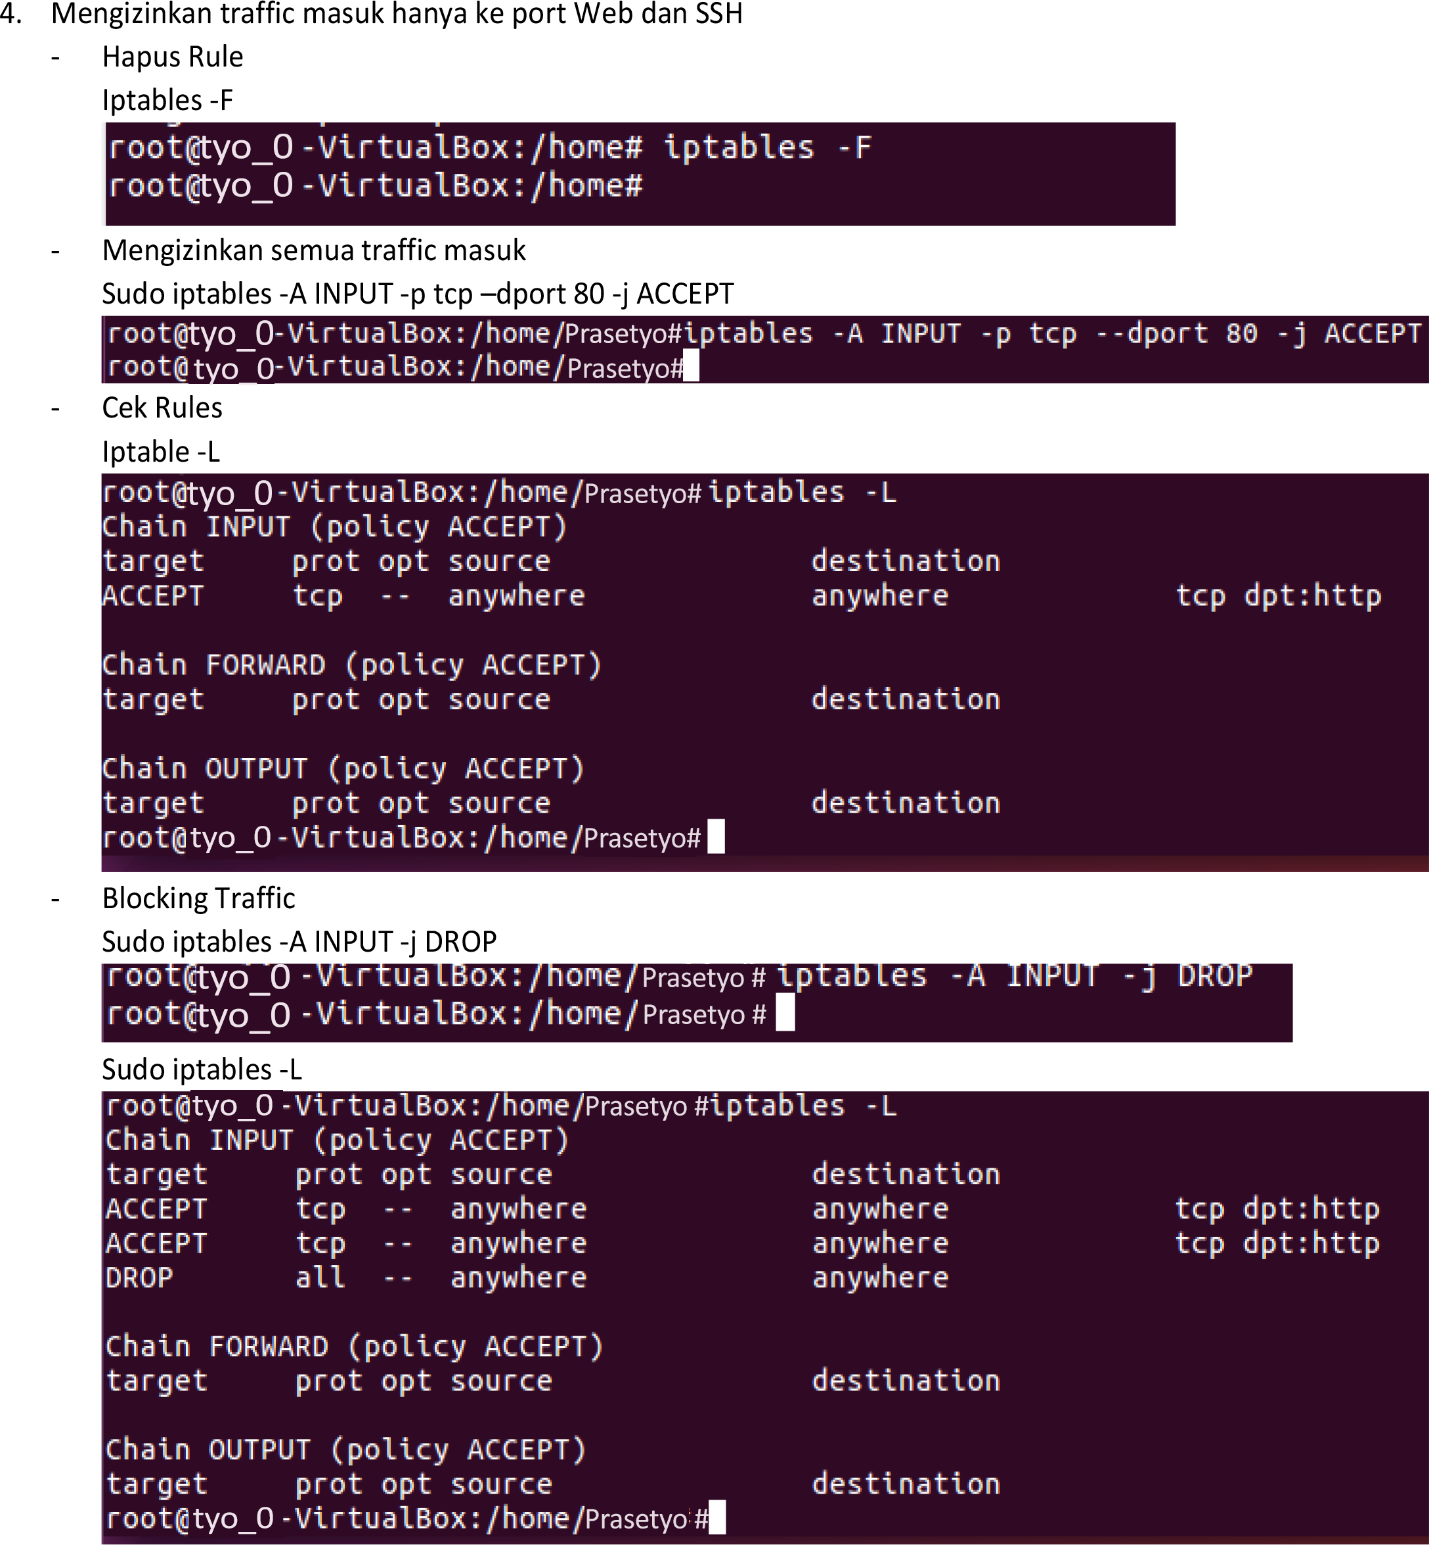 4. Mengizinkan traffic masuk hanya ke port Web dan SSH
- Hapus Rule
Iptables -F
root@tyo_0-VirtualBox:/home# iptables -F
root@tyo_0-VirtualBox:/home#
- Mengizinkan semua traffic masuk
Sudo iptables -A INPUT -p tcp –dport 80 -j ACCEPT
root@tyo_0-VirtualBox:/home/Prasetyo#iptables -A INPUT -p tcp --dport 80 -j ACCEPT
root@tyo_0-VirtualBox:/home/Prasetyo#
- Cek Rules
Iptable -L
root@tyo_0-VirtualBox:/home/Prasetyo# iptables -L
Chain INPUT (policy ACCEPT)
target prot opt source destination
ACCEPT tcp -- anywhere anywhere tcp dpt:http
Chain FORWARD (policy ACCEPT)
target prot opt source destination
Chain OUTPUT (policy ACCEPT)
target prot opt source destination
root@tyo_0-VirtualBox:/home/Prasetyo#
- Blocking Traffic
Sudo iptables -A INPUT -j DROP
root@tyo_0-VirtualBox:/home/Prasetyo # iptables -A INPUT -j DROP
root@tyo_0-VirtualBox:/home/Prasetyo #
Sudo iptables -L
root@tyo_0-VirtualBox:/home/Prasetyo #iptables -L
Chain INPUT (policy ACCEPT)
target prot opt source destination
ACCEPT tcp -- anywhere anywhere tcp dpt:http
ACCEPT tcp -- anywhere anywhere tcp dpt:http
DROP all -- anywhere anywhere
Chain FORWARD (policy ACCEPT)
target prot opt source destination
Chain OUTPUT (policy ACCEPT)
target prot opt source destination
root@tyo_0-VirtualBox:/home/Prasetyo #